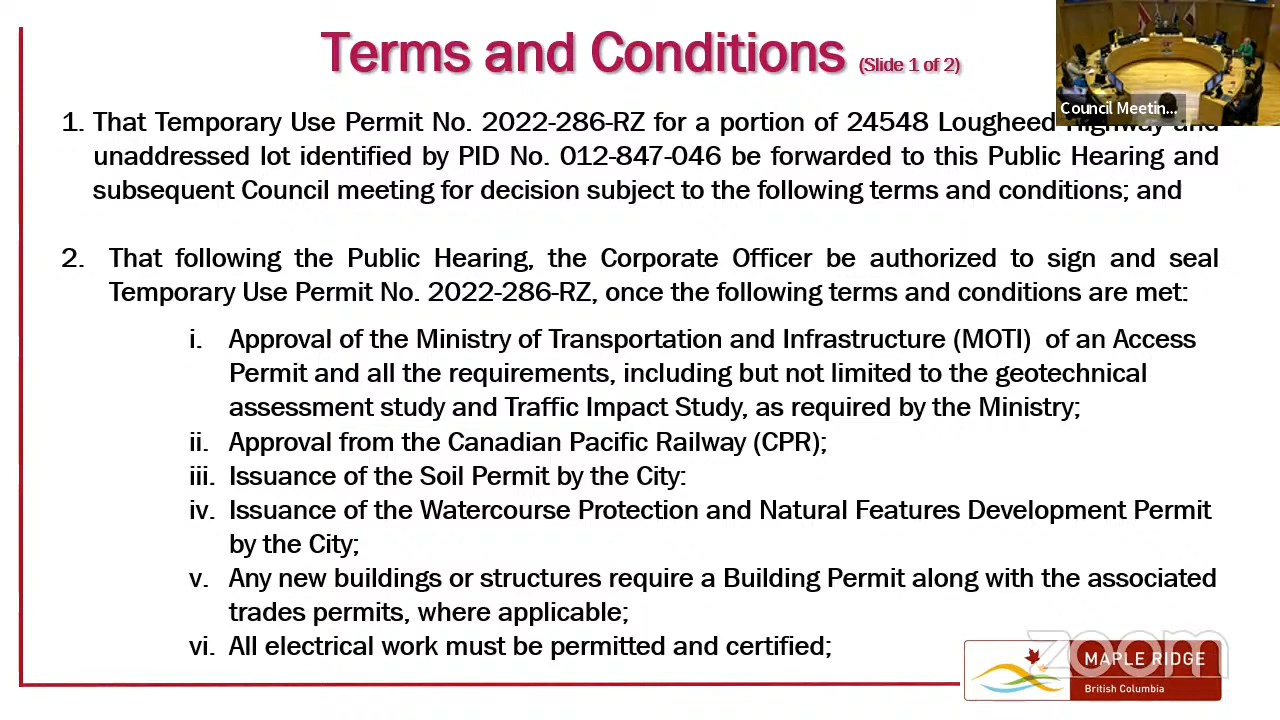 Terms and Conditions (Slide 1 of 2)
Council Meetin...
1. That Temporary Use Permit No. 2022-286-RZ for a portion of 24548 Lougheed Highway and
unaddressed lot identified by PID No. 012-847-046 be forwarded to this Public Hearing and
subsequent Council meeting for decision subject to the following terms and conditions; and
2. That following the Public Hearing, the Corporate Officer be authorized to sign and seal
Temporary Use Permit No. 2022-286-RZ, once the following terms and conditions are met:
i. Approval of the Ministry of Transportation and Infrastructure (MOTI) of an Access
Permit and all the requirements, including but not limited to the geotechnical
assessment study and Traffic Impact Study, as required by the Ministry;
ii. Approval from the Canadian Pacific Railway (CPR);
iii. Issuance of the Soil Permit by the City:
iv. Issuance of the Watercourse Protection and Natural Features Development Permit
by the City;
v. Any new buildings or structures require a Building Permit along with the associated
trades permits, where applicable;
vi. All electrical work must be permitted and certified;
zoom
MAPLE RIDGE
British Columbia